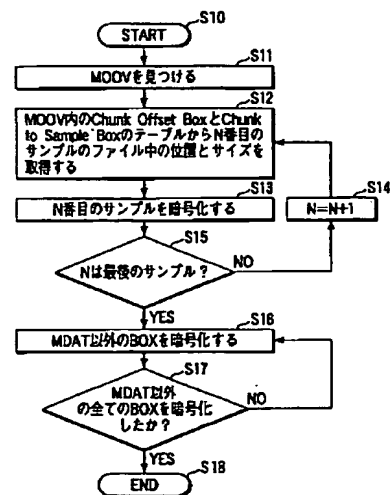 S10
START
S11
MOOVを見つける
S12
MOOV内のChunk Offset BoxとChunk
to Sample BoxのテーブルからN番目の
サンプルのファイル中の位置とサイズを
取得する
S13
N番目のサンプルを暗号化する
S14
N=N+1
S15
Nは最後のサンプル?
NO
YES
S16
MDAT以外のBOXを暗号化する
S17
MDAT以外
の全てのBOXを暗号化
したか?
NO
YES
S18
END